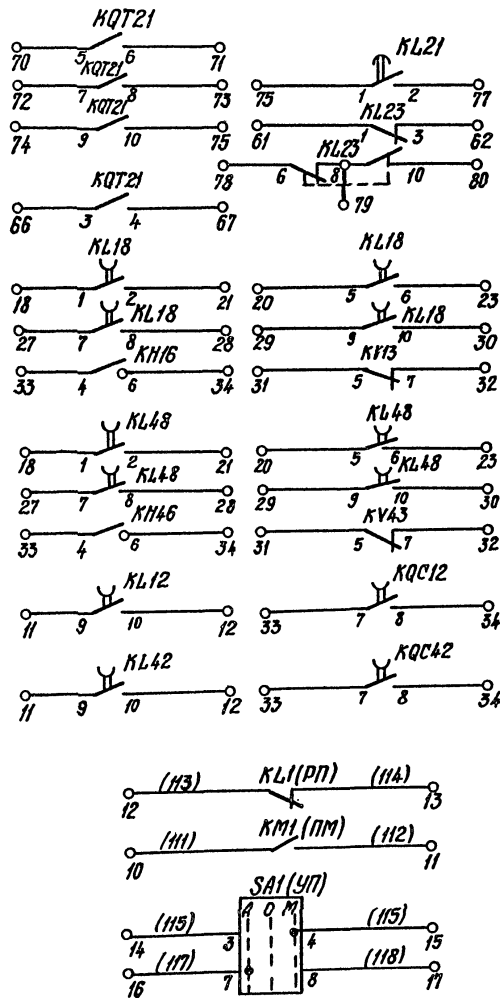 KQT21
70 5 6 71
KQT21
72 7 8 73
KQT21
74 9 10 75
KQT21
66 3 4 67
KL21
75 1 2 77
KL23
61 1 3 62
KL23
78 6 8 10 80
79
KL18
18 1 2 21
KL18
20 5 6 23
KL18
27 7 8 28
KL18
29 9 10 30
KH16
33 4 6 34
KV13
31 5 7 32
KL48
18 1 2 21
KL48
20 5 6 23
KL48
27 7 8 28
KL48
29 9 10 30
KH46
33 4 6 34
KV43
31 5 7 32
KL12
11 9 10 12
KQC12
33 7 8 34
KL42
11 9 10 12
KQC42
33 7 8 34
(113) KL1(РП) (114)
12 13
(111) KM1(ПМ) (112)
10 11
SA1(УП)
А О М
(115) (115)
14 3 4 15
(117) (118)
16 7 8 17